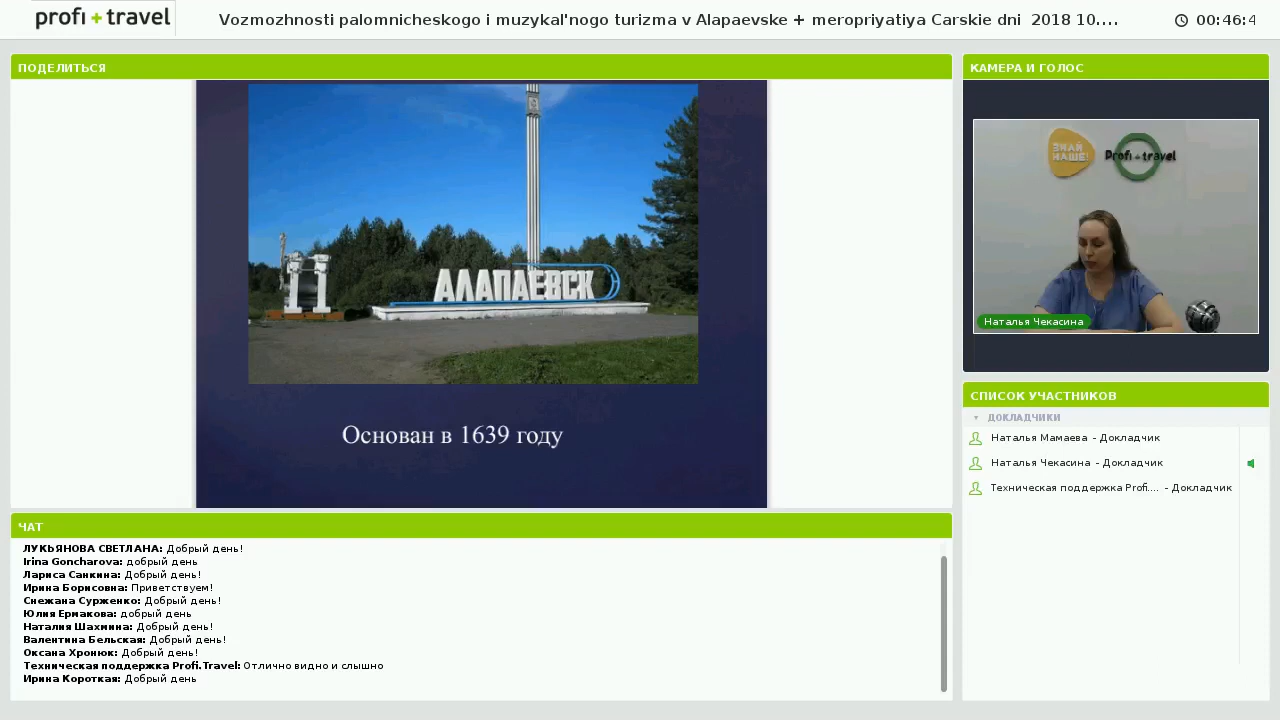 profi + travel
Vozmozhnosti palomnicheskogo i muzykal'nogo turizma v Alapaevske + meropriyatiya Carskie dni 2018 10....
00:46:4
ПОДЕЛИТЬСЯ
АЛАПАЕВСК
Основан в 1639 году
КАМЕРА И ГОЛОС
ЗНАЙ НАШЕ!
Profi travel
Наталья Чекасина
СПИСОК УЧАСТНИКОВ
ДОКЛАДЧИКИ
Наталья Мамаева - Докладчик
Наталья Чекасина - Докладчик
Техническая поддержка Profi.... - Докладчик
ЧАТ
ЛУКЬЯНОВА СВЕТЛАНА: Добрый день!
Irina Goncharova: добрый день
Лариса Санкина: Добрый день!
Ирина Борисовна: Приветствуем!
Снежана Сурженко: Добрый день!
Юлия Ермакова: добрый день
Наталия Шахмина: Добрый день!
Валентина Бельская: Добрый день!
Оксана Хронюк: Добрый день!
Техническая поддержка Profi.Travel: Отлично видно и слышно
Ирина Короткая: Добрый день